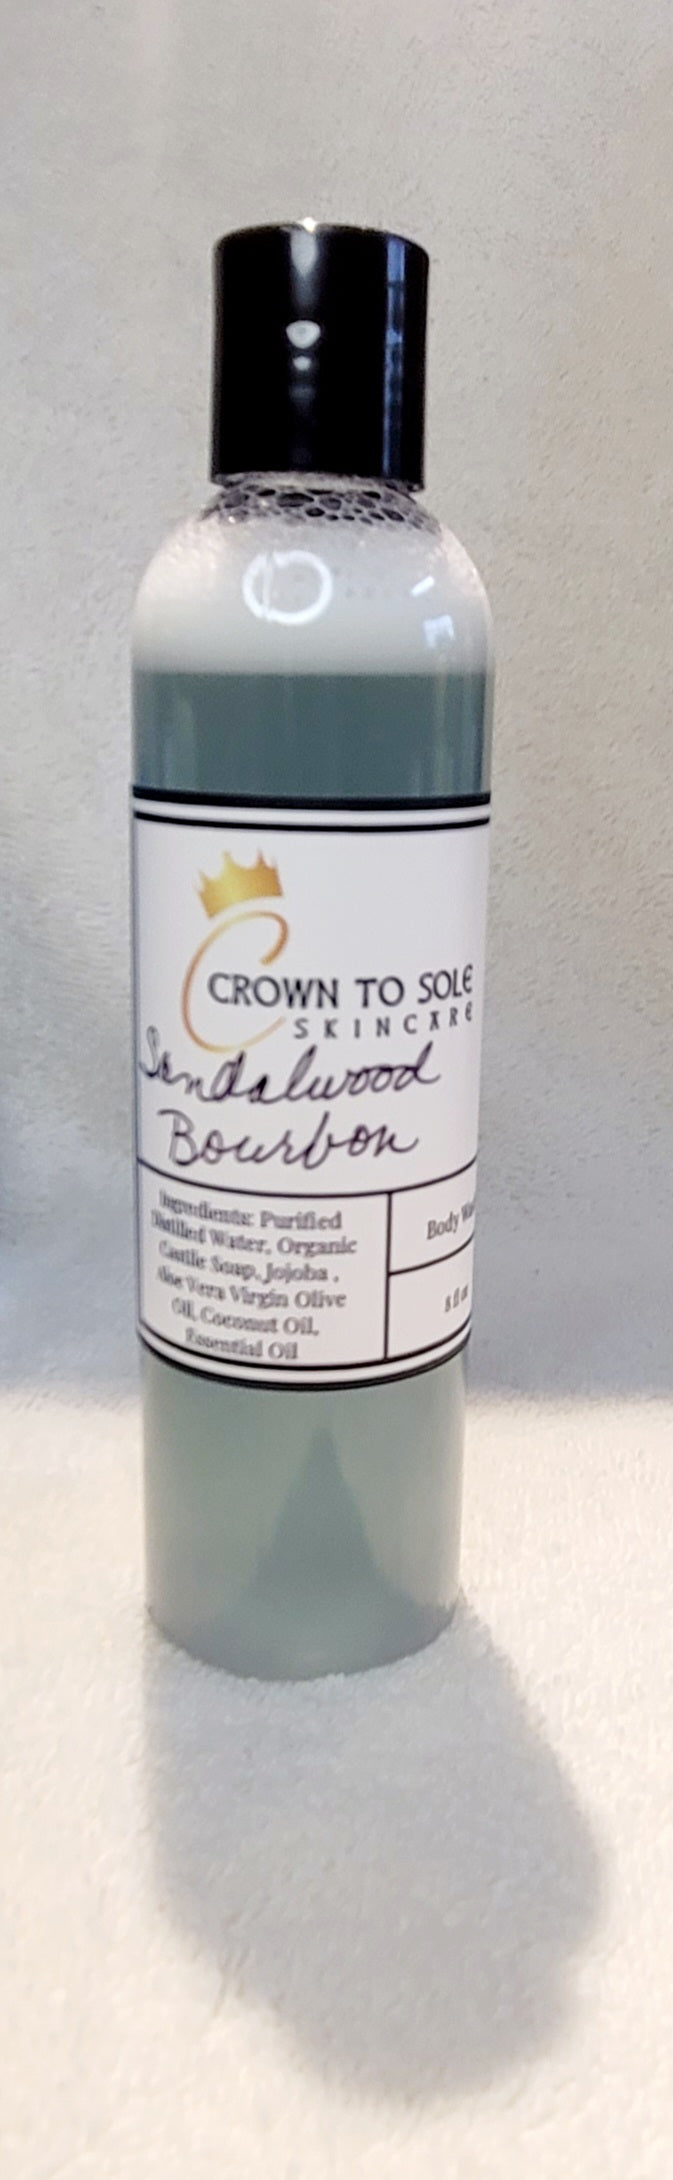 CROWN TO SOLE
SKINCARE
Sandalwood
Bourbon
Ingredients: Purified
Distilled Water, Organic
Castile Soap, Jojoba ,
Aloe Vera Virgin Olive
Oil, Coconut Oil,
Essential Oil
Body
8 fl oz